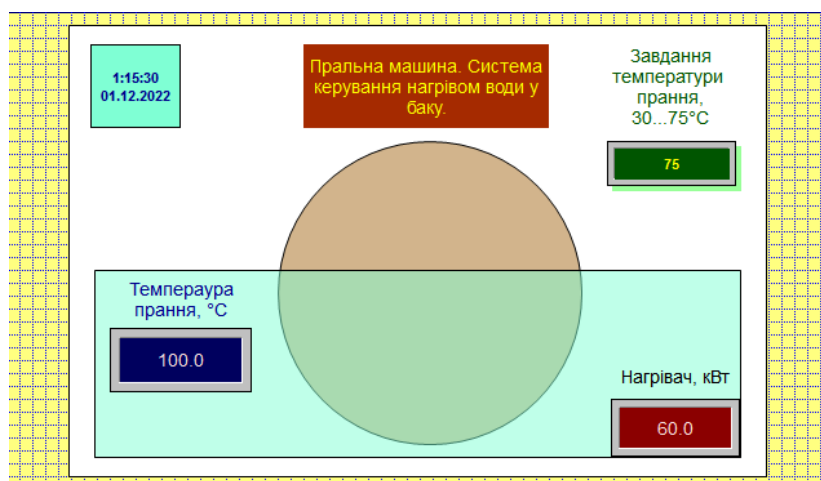 1:15:30
01.12.2022
Пральна машина. Система
керування нагрівом води у
баку.
Завдання
температури
прання,
30...75°C
75
Темпераура
прання, °C
100.0
Нагрівач, кВт
60.0